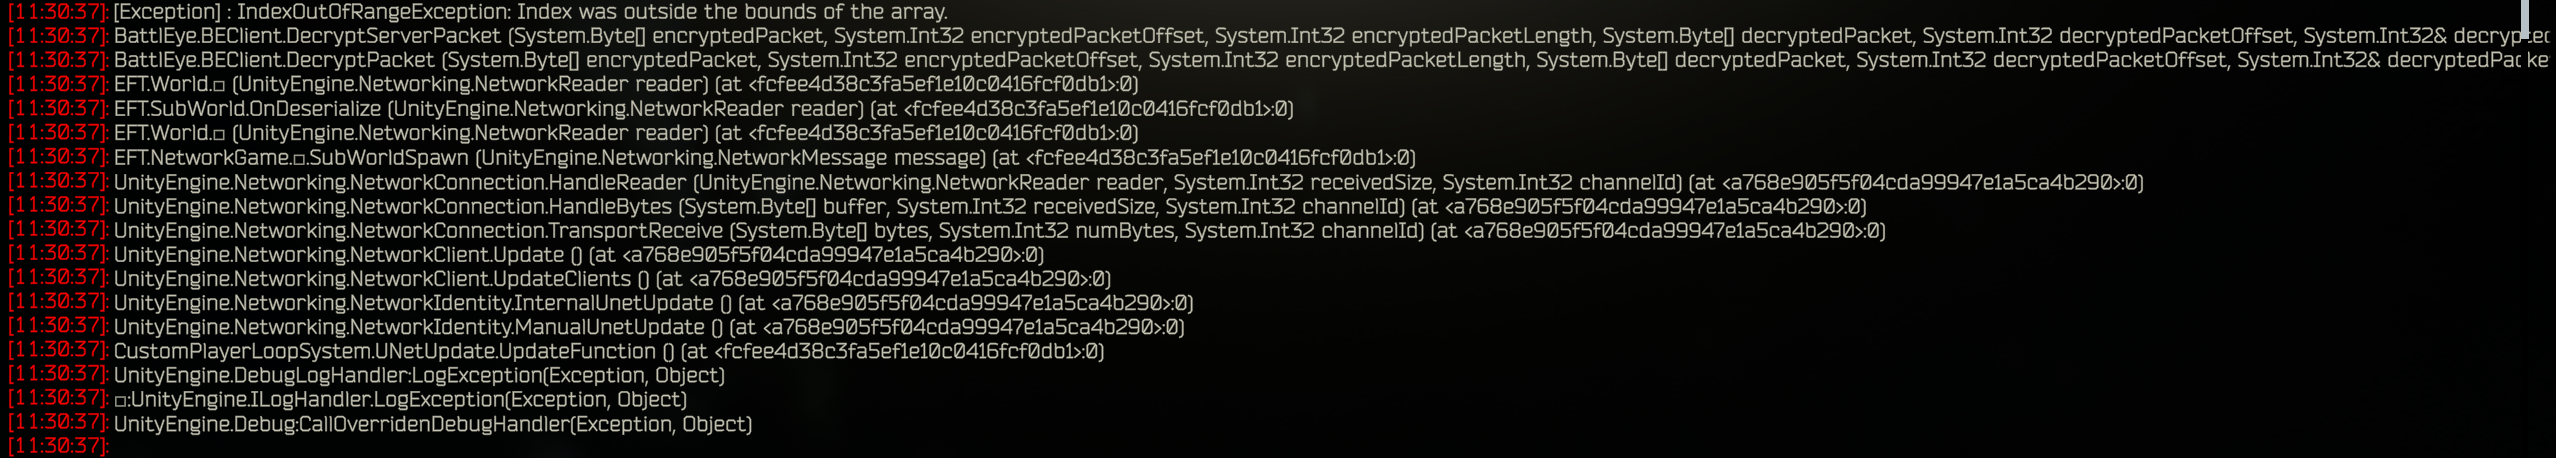 [11:30:37]: [Exception] : IndexOutOfRangeException: Index was outside the bounds of the array.
[11:30:37]: BattlEye.BEClient.DecryptServerPacket (System.Byte[] encryptedPacket, System.Int32 encryptedPacketOffset, System.Int32 encryptedPacketLength, System.Byte[] decryptedPacket, System.Int32 decryptedPacketOffset, System.Int32& decrypted
[11:30:37]: BattlEye.BEClient.DecryptPacket (System.Byte[] encryptedPacket, System.Int32 encryptedPacketOffset, System.Int32 encryptedPacketLength, System.Byte[] decryptedPacket, System.Int32 decryptedPacketOffset, System.Int32& decryptedPacke
[11:30:37]: EFT.World.□ (UnityEngine.Networking.NetworkReader reader) (at <fcfee4d38c3fa5ef1e10c0416fcf0db1>:0)
[11:30:37]: EFT.SubWorld.OnDeserialize (UnityEngine.Networking.NetworkReader reader) (at <fcfee4d38c3fa5ef1e10c0416fcf0db1>:0)
[11:30:37]: EFT.World.□ (UnityEngine.Networking.NetworkReader reader) (at <fcfee4d38c3fa5ef1e10c0416fcf0db1>:0)
[11:30:37]: EFT.NetworkGame.□.SubWorldSpawn (UnityEngine.Networking.NetworkMessage message) (at <fcfee4d38c3fa5ef1e10c0416fcf0db1>:0)
[11:30:37]: UnityEngine.Networking.NetworkConnection.HandleReader (UnityEngine.Networking.NetworkReader reader, System.Int32 receivedSize, System.Int32 channelId) (at <a768e905f5f04cda99947e1a5ca4b290>:0)
[11:30:37]: UnityEngine.Networking.NetworkConnection.HandleBytes (System.Byte[] buffer, System.Int32 receivedSize, System.Int32 channelId) (at <a768e905f5f04cda99947e1a5ca4b290>:0)
[11:30:37]: UnityEngine.Networking.NetworkConnection.TransportReceive (System.Byte[] bytes, System.Int32 numBytes, System.Int32 channelId) (at <a768e905f5f04cda99947e1a5ca4b290>:0)
[11:30:37]: UnityEngine.Networking.NetworkClient.Update () (at <a768e905f5f04cda99947e1a5ca4b290>:0)
[11:30:37]: UnityEngine.Networking.NetworkClient.UpdateClients () (at <a768e905f5f04cda99947e1a5ca4b290>:0)
[11:30:37]: UnityEngine.Networking.NetworkIdentity.InternalUnetUpdate () (at <a768e905f5f04cda99947e1a5ca4b290>:0)
[11:30:37]: UnityEngine.Networking.NetworkIdentity.ManualUnetUpdate () (at <a768e905f5f04cda99947e1a5ca4b290>:0)
[11:30:37]: CustomPlayerLoopSystem.UNetUpdate.UpdateFunction () (at <fcfee4d38c3fa5ef1e10c0416fcf0db1>:0)
[11:30:37]: UnityEngine.DebugLogHandler:LogException(Exception, Object)
[11:30:37]: □:UnityEngine.ILogHandler.LogException(Exception, Object)
[11:30:37]: UnityEngine.Debug:CallOverridenDebugHandler(Exception, Object)
[11:30:37]: